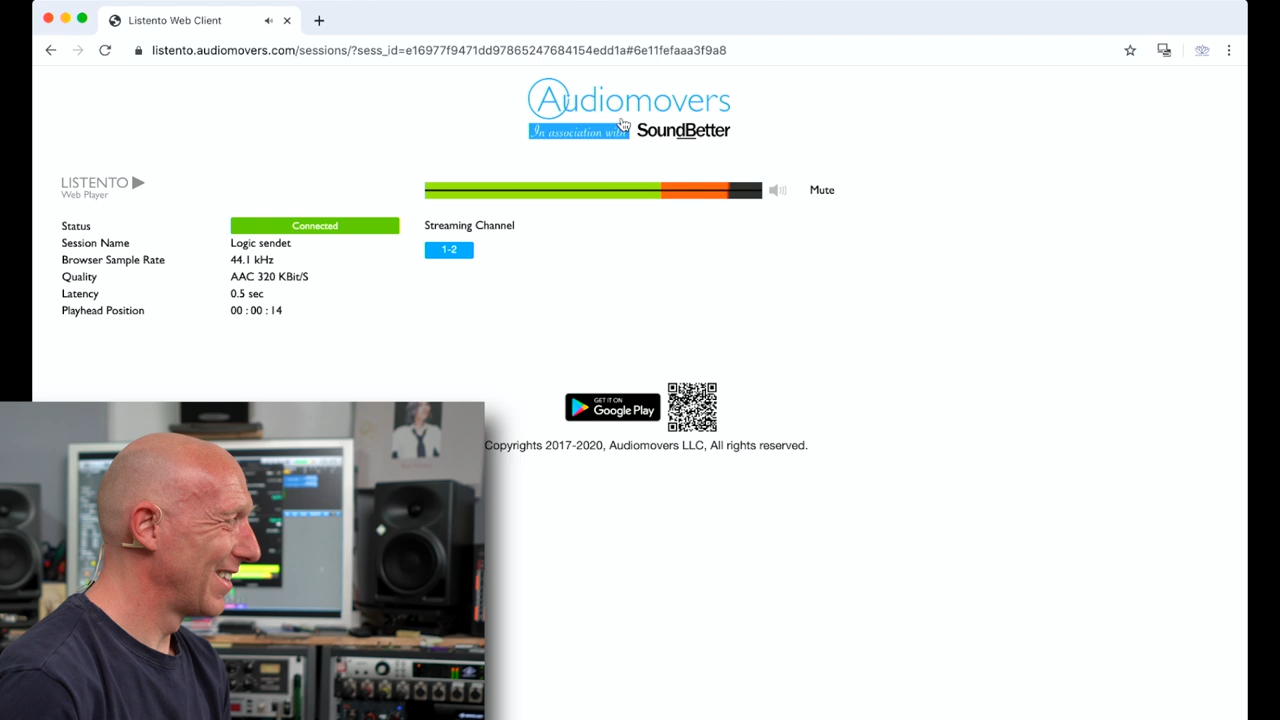 Listento Web Client
listento.audiomovers.com/sessions/?sess_id=e16977f9471dd97865247684154edd1a#6e11fefaaa3f9a8
Audiomovers
In association with SoundBetter
LISTENTO
Web Player
Mute
Status Connected
Streaming Channel
Session Name Logic sendet
1-2
Browser Sample Rate 44.1 kHz
Quality AAC 320 KBit/S
Latency 0.5 sec
Playhead Position 00 : 00 : 14
GET IT ON
Google Play
Copyrights 2017-2020, Audiomovers LLC, All rights reserved.